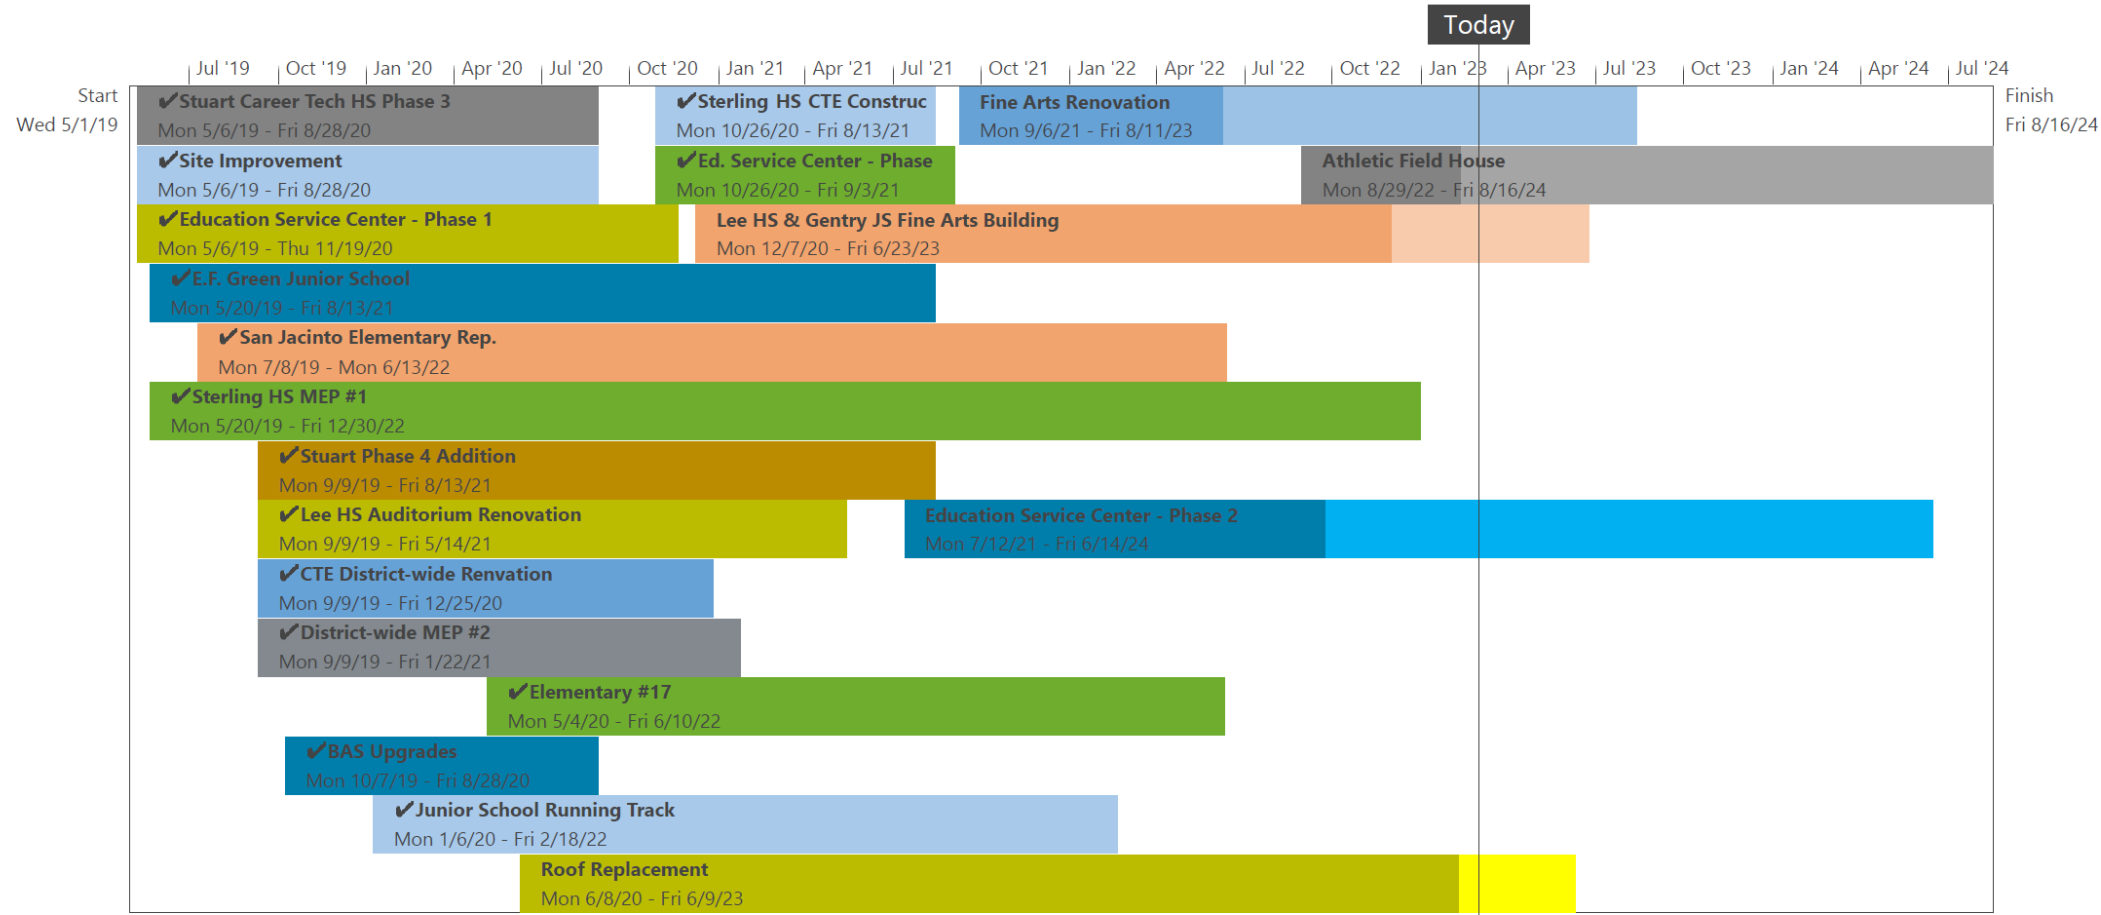 Today
Jul '19 Oct '19 Jan '20 Apr '20 Jul '20 Oct '20 Jan '21 Apr '21 Jul '21 Oct '21 Jan '22 Apr '22 Jul '22 Oct '22 Jan '23 Apr '23 Jul '23 Oct '23 Jan '24 Apr '24 Jul '24
Start
Wed 5/1/19
Finish
Fri 8/16/24
✔Stuart Career Tech HS Phase 3
Mon 5/6/19 - Fri 8/28/20
✔Sterling HS CTE Construc
Mon 10/26/20 - Fri 8/13/21
Fine Arts Renovation
Mon 9/6/21 - Fri 8/11/23
✔Site Improvement
Mon 5/6/19 - Fri 8/28/20
✔Ed. Service Center - Phase
Mon 10/26/20 - Fri 9/3/21
Athletic Field House
Mon 8/29/22 - Fri 8/16/24
✔Education Service Center - Phase 1
Mon 5/6/19 - Thu 11/19/20
Lee HS & Gentry JS Fine Arts Building
Mon 12/7/20 - Fri 6/23/23
✔E.F. Green Junior School
Mon 5/20/19 - Fri 8/13/21
✔San Jacinto Elementary Rep.
Mon 7/8/19 - Mon 6/13/22
✔Sterling HS MEP #1
Mon 5/20/19 - Fri 12/30/22
✔Stuart Phase 4 Addition
Mon 9/9/19 - Fri 8/13/21
✔Lee HS Auditorium Renovation
Mon 9/9/19 - Fri 5/14/21
Education Service Center - Phase 2
Mon 7/12/21 - Fri 6/14/24
✔CTE District-wide Renvation
Mon 9/9/19 - Fri 12/25/20
✔District-wide MEP #2
Mon 9/9/19 - Fri 1/22/21
✔Elementary #17
Mon 5/4/20 - Fri 6/10/22
✔BAS Upgrades
Mon 10/7/19 - Fri 8/28/20
✔Junior School Running Track
Mon 1/6/20 - Fri 2/18/22
Roof Replacement
Mon 6/8/20 - Fri 6/9/23